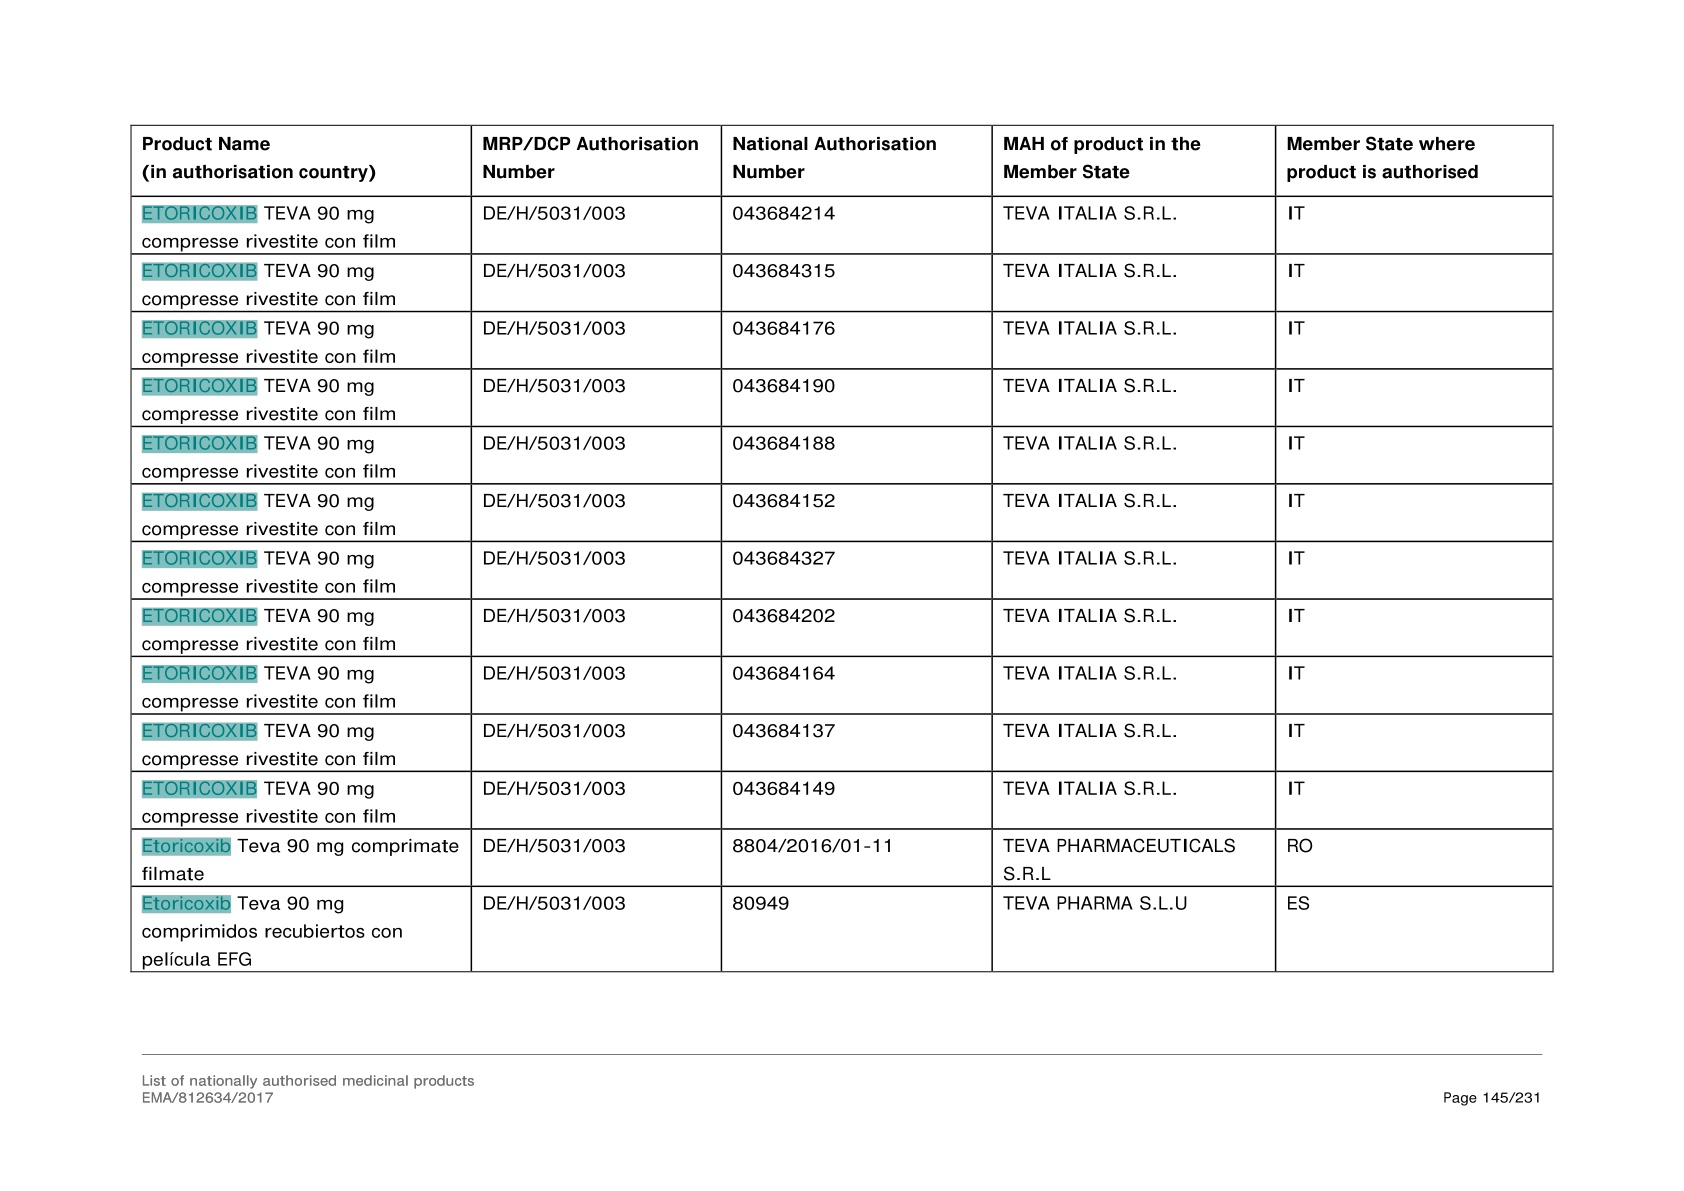 Product Name
(in authorisation country)
MRP/DCP Authorisation
Number
National Authorisation
Number
MAH of product in the
Member State
Member State where
product is authorised
ETORICOXIB TEVA 90 mg
compresse rivestite con film
DE/H/5031/003
043684214
TEVA ITALIA S.R.L.
IT
ETORICOXIB TEVA 90 mg
compresse rivestite con film
DE/H/5031/003
043684315
TEVA ITALIA S.R.L.
IT
ETORICOXIB TEVA 90 mg
compresse rivestite con film
DE/H/5031/003
043684176
TEVA ITALIA S.R.L.
IT
ETORICOXIB TEVA 90 mg
compresse rivestite con film
DE/H/5031/003
043684190
TEVA ITALIA S.R.L.
IT
ETORICOXIB TEVA 90 mg
compresse rivestite con film
DE/H/5031/003
043684188
TEVA ITALIA S.R.L.
IT
ETORICOXIB TEVA 90 mg
compresse rivestite con film
DE/H/5031/003
043684152
TEVA ITALIA S.R.L.
IT
ETORICOXIB TEVA 90 mg
compresse rivestite con film
DE/H/5031/003
043684327
TEVA ITALIA S.R.L.
IT
ETORICOXIB TEVA 90 mg
compresse rivestite con film
DE/H/5031/003
043684202
TEVA ITALIA S.R.L.
IT
ETORICOXIB TEVA 90 mg
compresse rivestite con film
DE/H/5031/003
043684164
TEVA ITALIA S.R.L.
IT
ETORICOXIB TEVA 90 mg
compresse rivestite con film
DE/H/5031/003
043684137
TEVA ITALIA S.R.L.
IT
ETORICOXIB TEVA 90 mg
compresse rivestite con film
DE/H/5031/003
043684149
TEVA ITALIA S.R.L.
IT
Etoricoxib Teva 90 mg comprimate
filmate
DE/H/5031/003
8804/2016/01-11
TEVA PHARMACEUTICALS
S.R.L
RO
Etoricoxib Teva 90 mg
comprimidos recubiertos con
película EFG
DE/H/5031/003
80949
TEVA PHARMA S.L.U
ES
List of nationally authorised medicinal products
EMA/812634/2017
Page 145/231